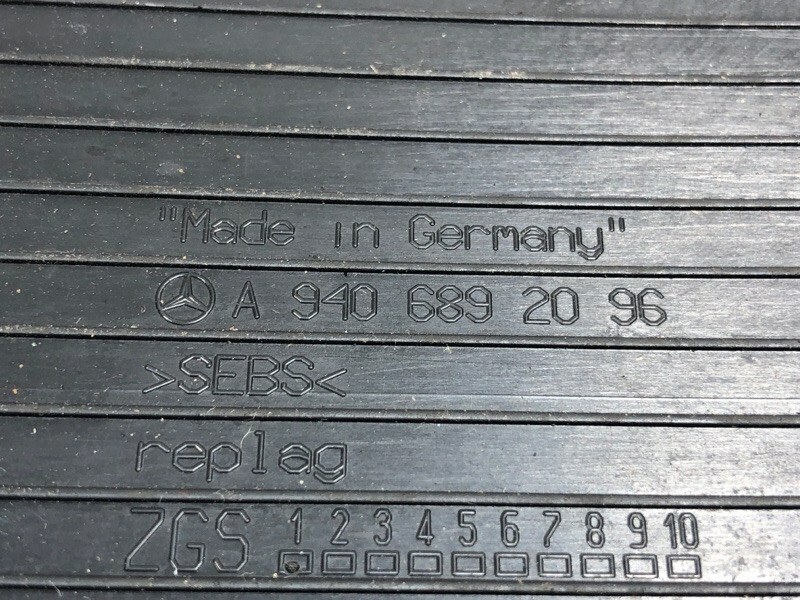 "Made in Germany"
A 940 689 20 96
>SEBS<
replag
ZGS 1 2 3 4 5 6 7 8 9 10